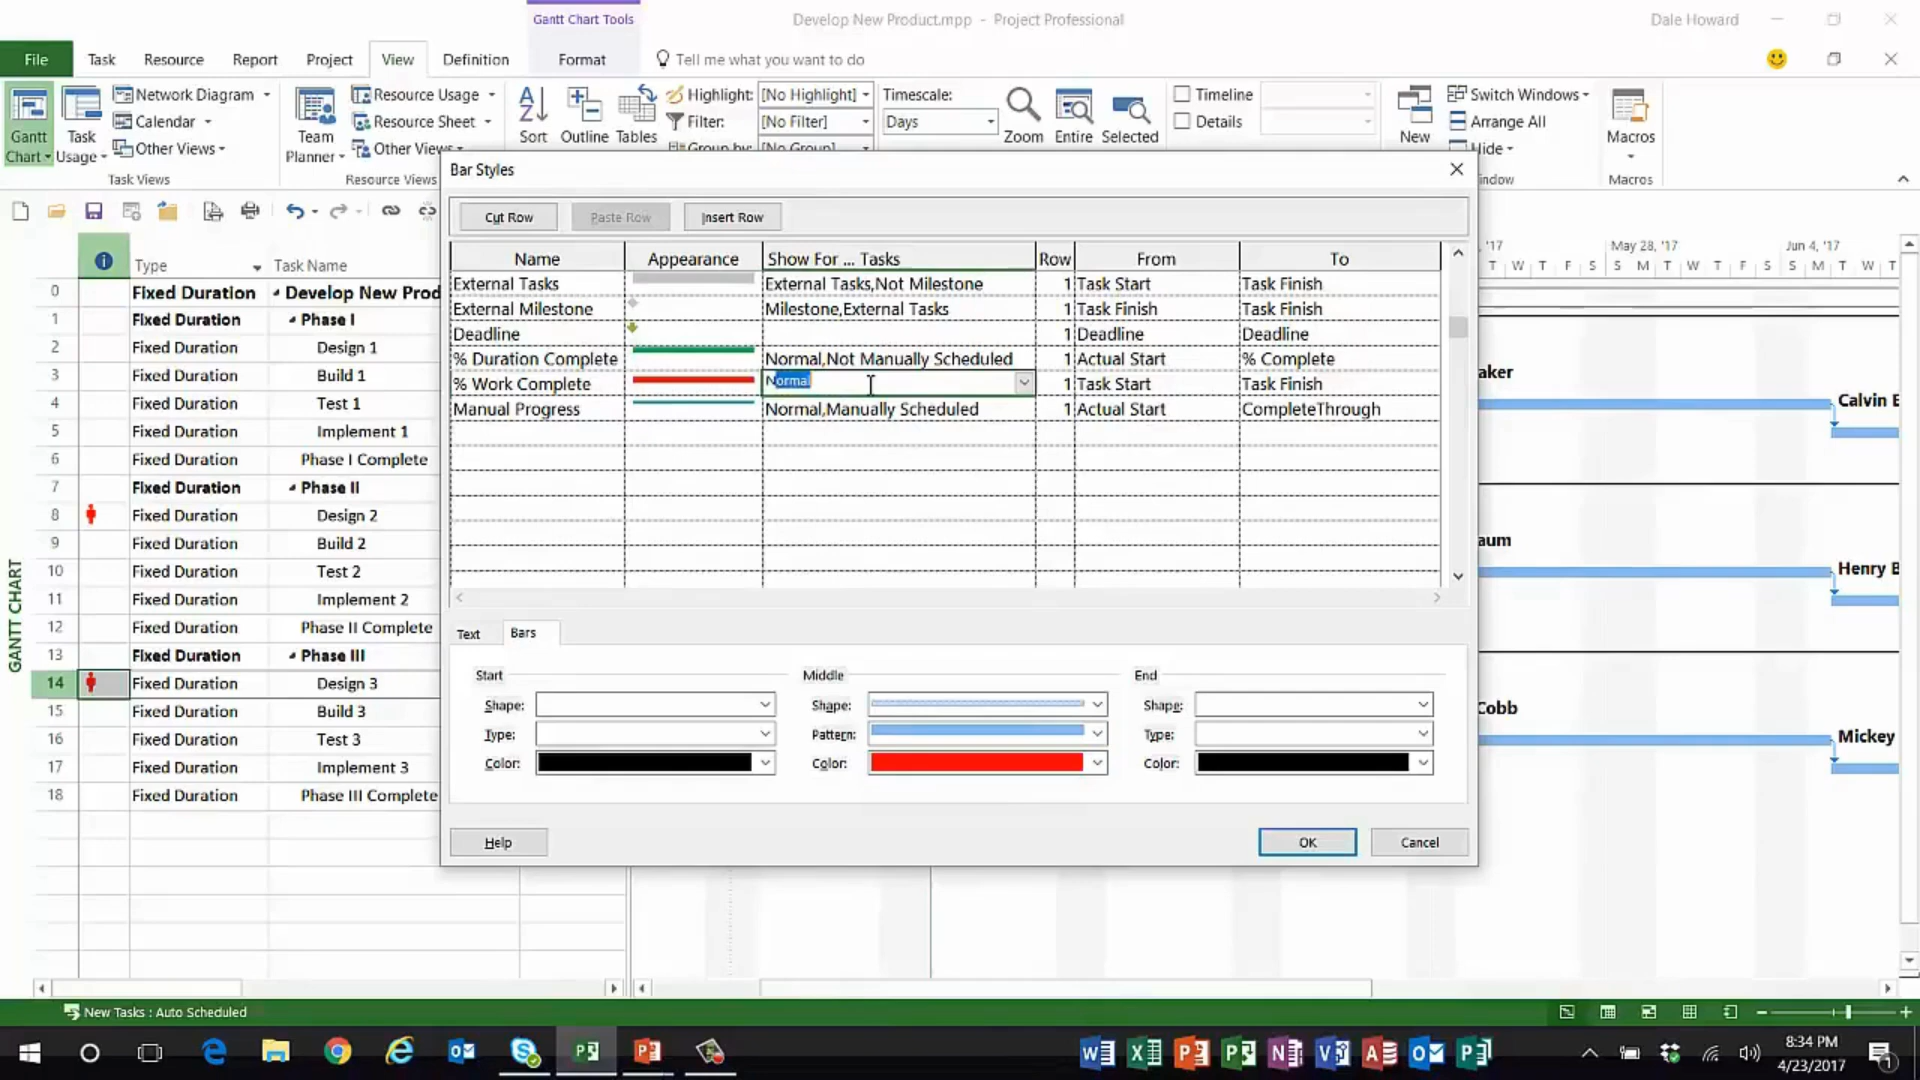 Gantt Chart Tools
Develop New Product.mpp - Project Professional
Dale Howard
File Task Resource Report Project View Definition Format Tell me what you want to do
Gantt Chart
Task Usage
Network Diagram
Calendar
Other Views
Task Views
Team Planner
Resource Usage
Resource Sheet
Other Views
Resource Views
Sort
Outline
Tables
Highlight: [No Highlight]
Filter: [No Filter]
Group by: [No Group]
Timescale:
Days
Zoom
Entire
Selected
Timeline
Details
New
Switch Windows
Arrange All
Hide
indow
Macros
Macros
Bar Styles
Cut Row Paste Row Insert Row
Name Appearance Show For ... Tasks Row From To
External Tasks External Tasks,Not Milestone 1 Task Start Task Finish
External Milestone Milestone,External Tasks 1 Task Finish Task Finish
Deadline 1 Deadline Deadline
% Duration Complete Normal,Not Manually Scheduled 1 Actual Start % Complete
% Work Complete Normal 1 Task Start Task Finish
Manual Progress Normal,Manually Scheduled 1 Actual Start CompleteThrough
Text Bars
Start Middle End
Shape: Shape: Shape:
Type: Pattern: Type:
Color: Color: Color:
Help OK Cancel
Type Task Name
0 Fixed Duration Develop New Prod
1 Fixed Duration Phase I
2 Fixed Duration Design 1
3 Fixed Duration Build 1
4 Fixed Duration Test 1
5 Fixed Duration Implement 1
6 Fixed Duration Phase I Complete
7 Fixed Duration Phase II
8 Fixed Duration Design 2
9 Fixed Duration Build 2
10 Fixed Duration Test 2
11 Fixed Duration Implement 2
12 Fixed Duration Phase II Complete
13 Fixed Duration Phase III
14 Fixed Duration Design 3
15 Fixed Duration Build 3
16 Fixed Duration Test 3
17 Fixed Duration Implement 3
18 Fixed Duration Phase III Complete
GANTT CHART
'17 May 28, '17 Jun 4, '17
T W T F S S M T W T F S S M T W T
aker
Calvin B
aum
Henry B
Cobb
Mickey
New Tasks : Auto Scheduled
8:34 PM
4/23/2017
1